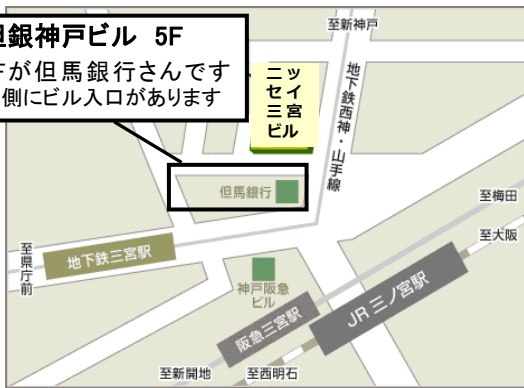 銀神戸ビル 5F
が但馬銀行さんです
側にビル入口があります
至新神戸
ニッ
セイ
三宮
ビル
地下鉄西神・山手線
但馬銀行
至梅田
至大阪
至県庁前
地下鉄三宮駅
神戸阪急
ビル
阪急三宮駅
JR三ノ宮駅
至新開地
至西明石